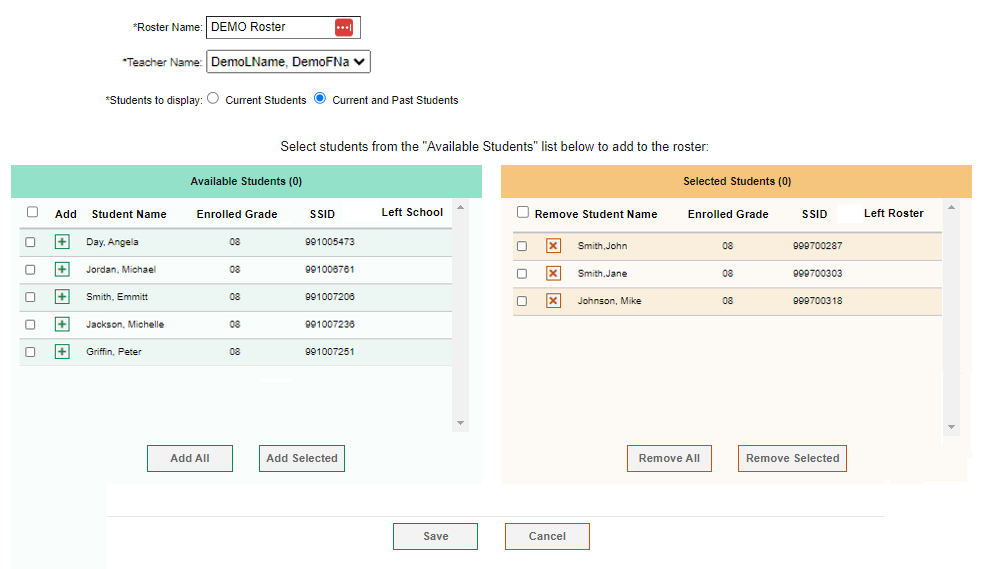 *Roster Name: DEMO Roster
*Teacher Name: DemoLName, DemoFNa
*Students to display: Current Students Current and Past Students
Select students from the "Available Students" list below to add to the roster:
Available Students (0)
Add Student Name Enrolled Grade SSID Left School
Day, Angela 08 991005473
Jordan, Michael 08 991006761
Smith, Emmitt 08 991007206
Jackson, Michelle 08 991007236
Griffin, Peter 08 991007251
Add All Add Selected
Selected Students (0)
Remove Student Name Enrolled Grade SSID Left Roster
Smith,John 08 999700287
Smith,Jane 08 999700303
Johnson, Mike 08 999700318
Remove All Remove Selected
Save Cancel